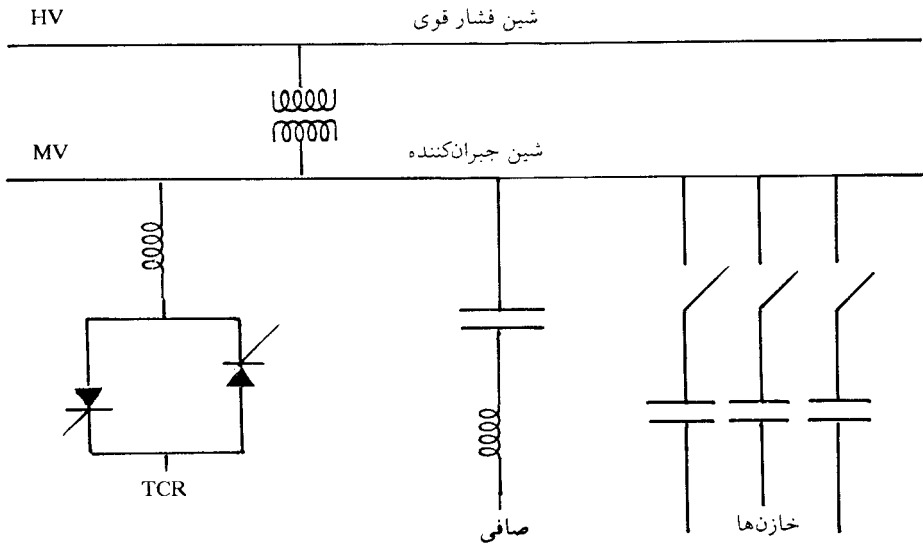 HV
شین فشار قوی
MV
شین جبران‌کننده
TCR
صافی
خازن‌ها